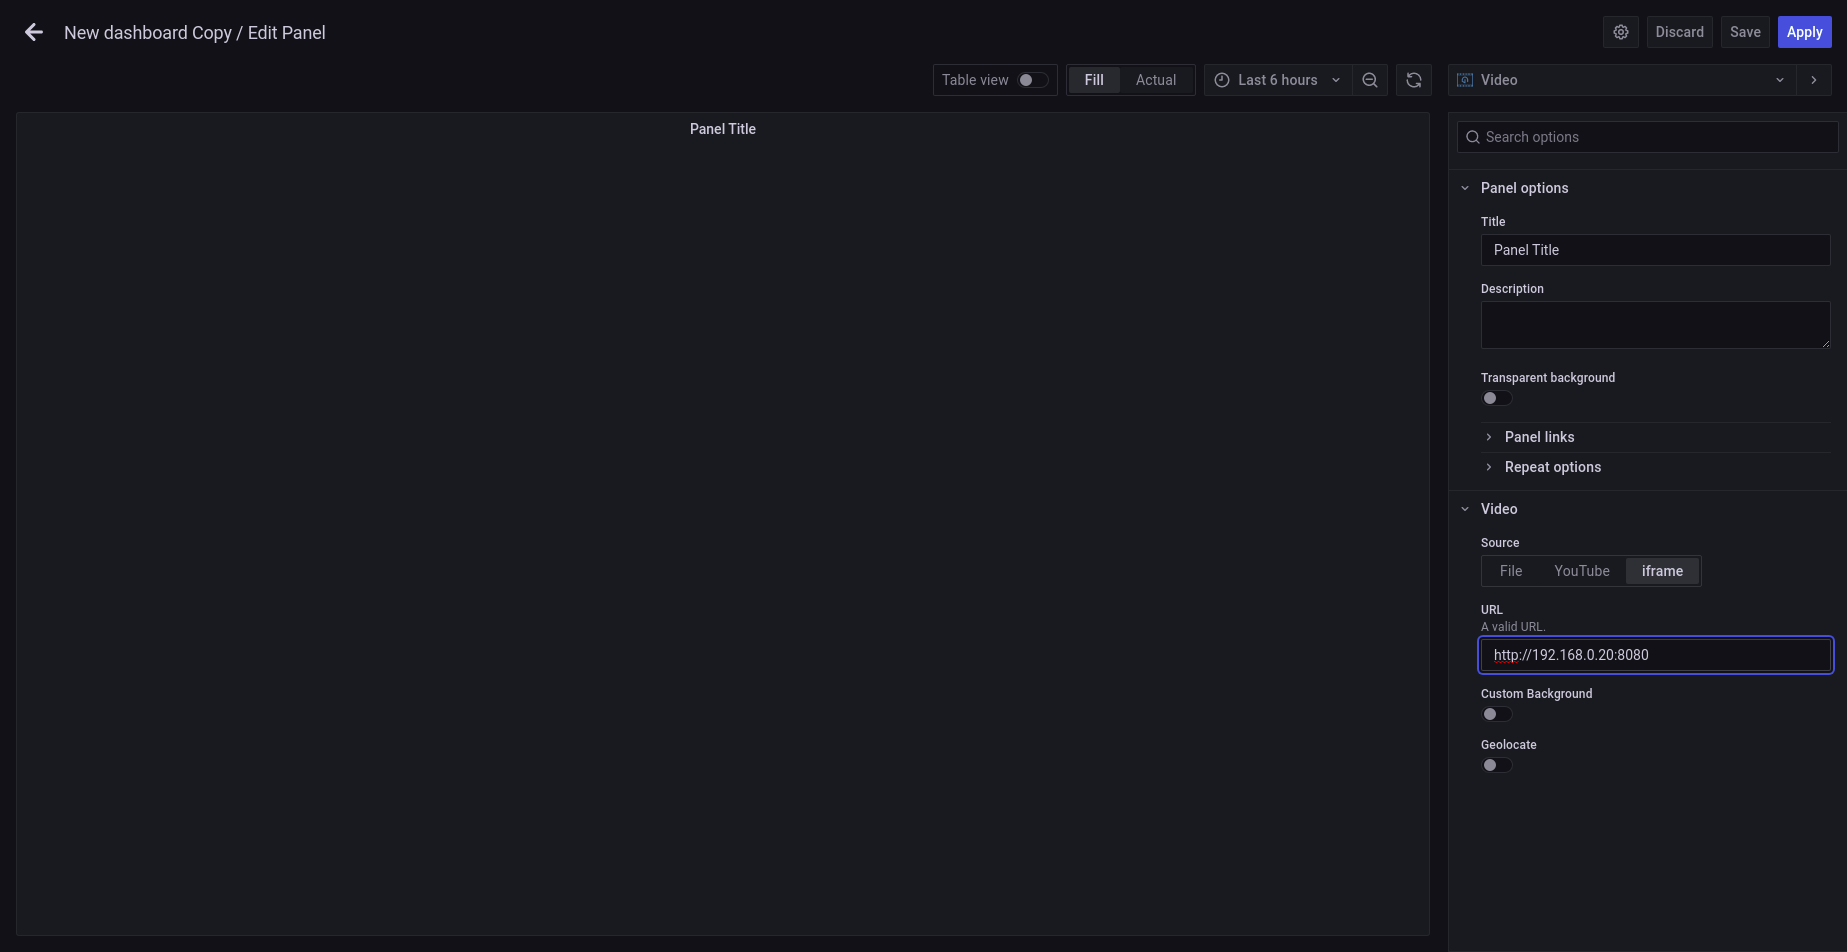 New dashboard Copy / Edit Panel
Discard
Save
Apply
Table view
Fill
Actual
Last 6 hours
Video
Panel Title
Search options
Panel options
Title
Panel Title
Description
Transparent background
Panel links
Repeat options
Video
Source
File
YouTube
iframe
URL
A valid URL.
http://192.168.0.20:8080
Custom Background
Geolocate